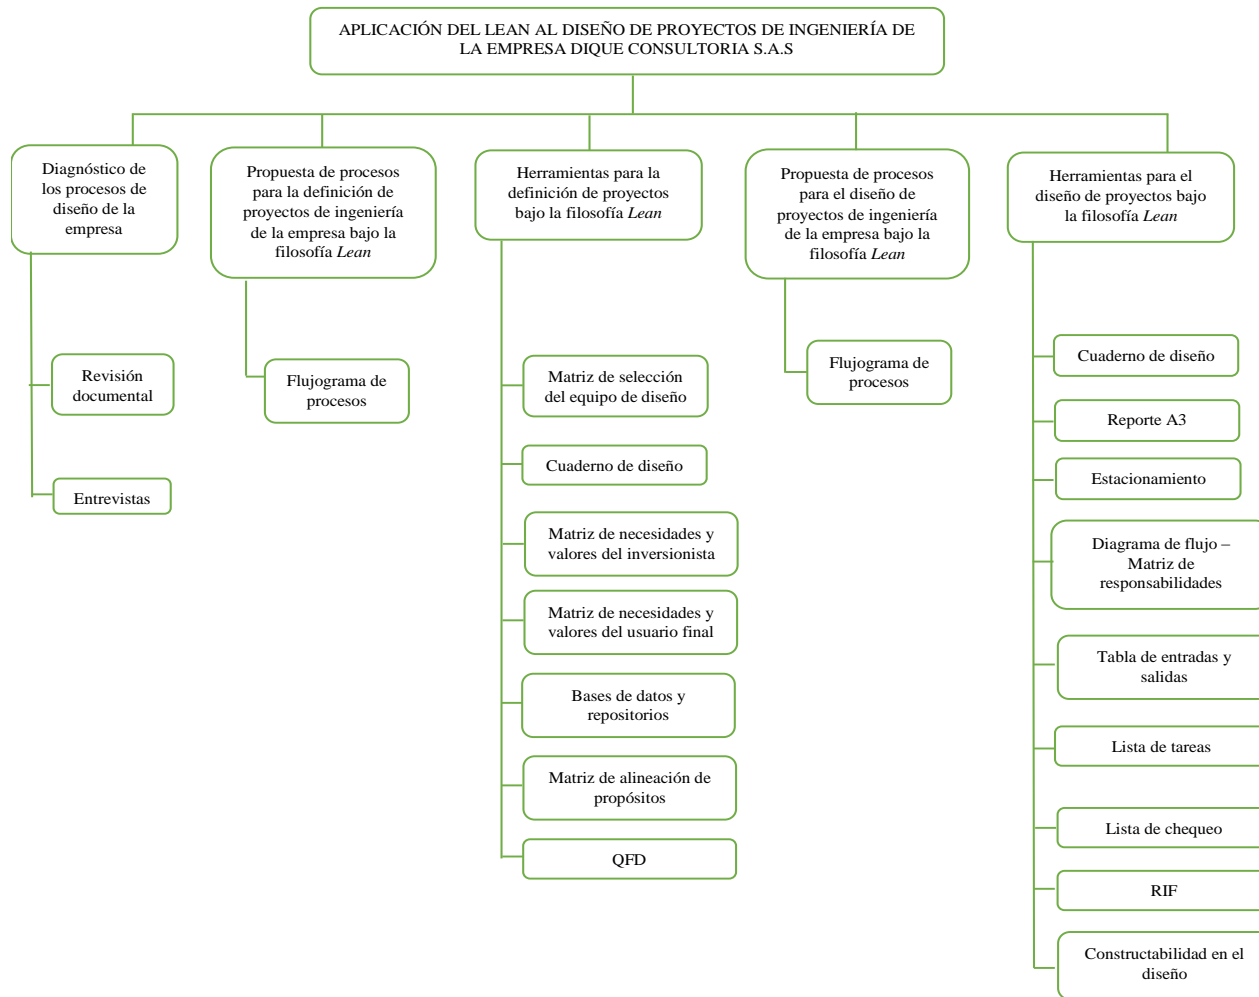 APLICACIÓN DEL LEAN AL DISEÑO DE PROYECTOS DE INGENIERÍA DE
LA EMPRESA DIQUE CONSULTORIA S.A.S
Diagnóstico de
los procesos de
diseño de la
empresa
Revisión
documental
Entrevistas
Propuesta de procesos
para la definición de
proyectos de ingeniería
de la empresa bajo la
filosofía Lean
Flujograma de
procesos
Herramientas para la
definición de proyectos
bajo la filosofía Lean
Matriz de selección
del equipo de diseño
Cuaderno de diseño
Matriz de necesidades y
valores del inversionista
Matriz de necesidades y
valores del usuario final
Bases de datos y
repositorios
Matriz de alineación de
propósitos
QFD
Propuesta de procesos
para el diseño de
proyectos de ingeniería
de la empresa bajo la
filosofía Lean
Flujograma de
procesos
Herramientas para el
diseño de proyectos bajo
la filosofía Lean
Cuaderno de diseño
Reporte A3
Estacionamiento
Diagrama de flujo –
Matriz de
responsabilidades
Tabla de entradas y
salidas
Lista de tareas
Lista de chequeo
RIF
Constructabilidad en el
diseño